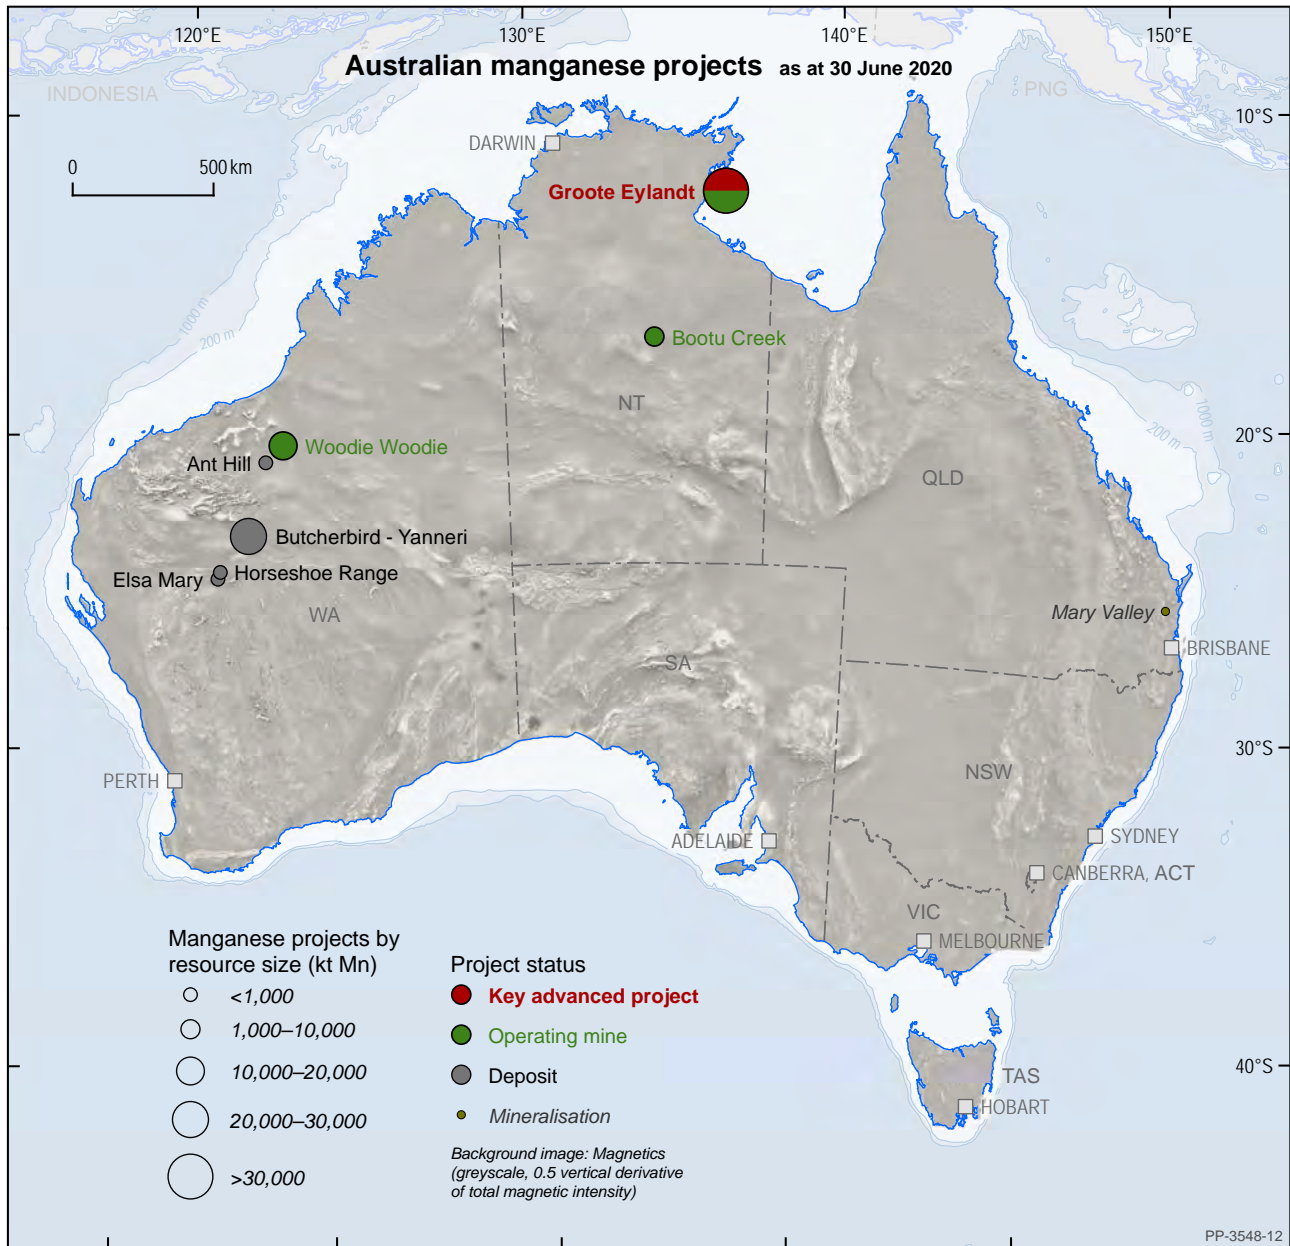 120°E
130°E
140°E
150°E
Australian manganese projects as at 30 June 2020
INDONESIA
PNG
10°S
DARWIN
0
500 km
Groote Eylandt
1000 m
200 m
Bootu Creek
NT
1000 m
200 m
20°S
Woodie Woodie
Ant Hill
QLD
Butcherbird - Yanneri
Horseshoe Range
Elsa Mary
WA
Mary Valley
BRISBANE
SA
30°S
NSW
PERTH
SYDNEY
ADELAIDE
CANBERRA, ACT
VIC
MELBOURNE
Manganese projects by
resource size (kt Mn)
<1,000
1,000–10,000
10,000–20,000
20,000–30,000
>30,000
Project status
Key advanced project
Operating mine
Deposit
Mineralisation
Background image: Magnetics
(greyscale, 0.5 vertical derivative
of total magnetic intensity)
40°S
TAS
HOBART
PP-3548-12